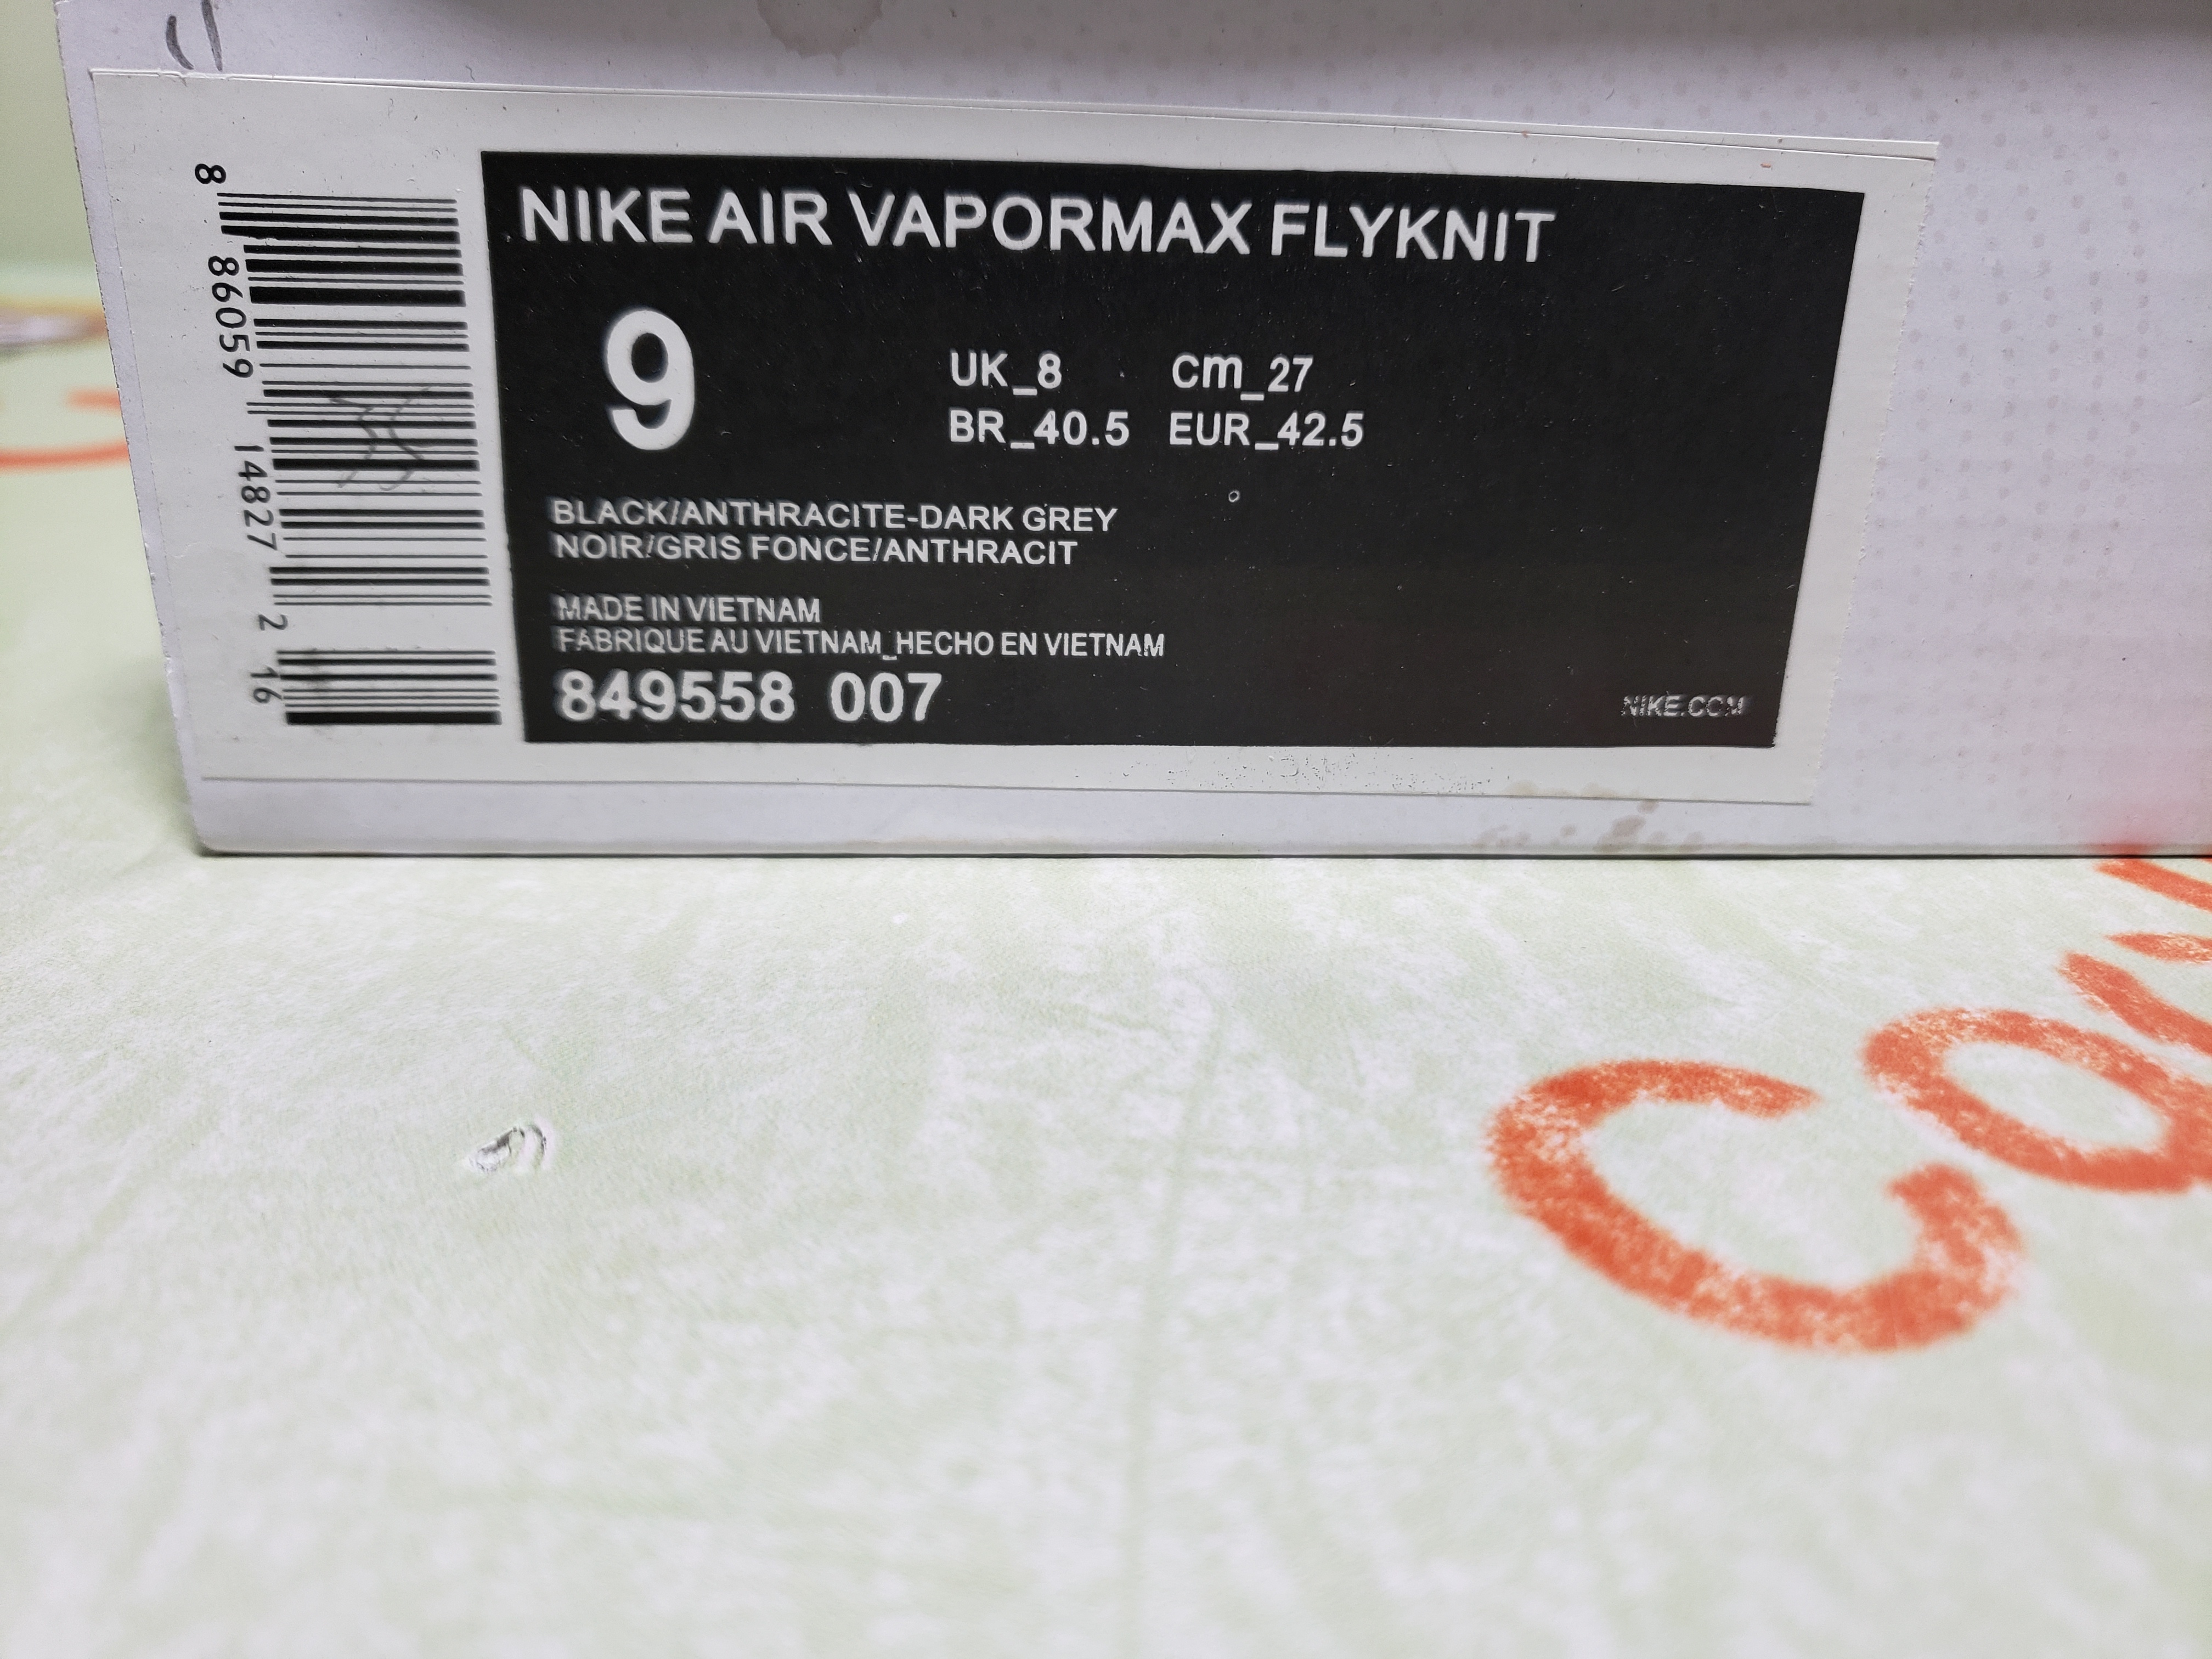 NIKE AIR VAPORMAX FLYKNIT
9
UK_8 Cm_27
BR_40.5 EUR_42.5
BLACK/ANTHRACITE-DARK GREY
NOIR/GRIS FONCE/ANTHRACIT
MADE IN VIETNAM
FABRIQUE AU VIETNAM_HECHO EN VIETNAM
849558 007
NIKE.COM
8 86059 14827 2 16